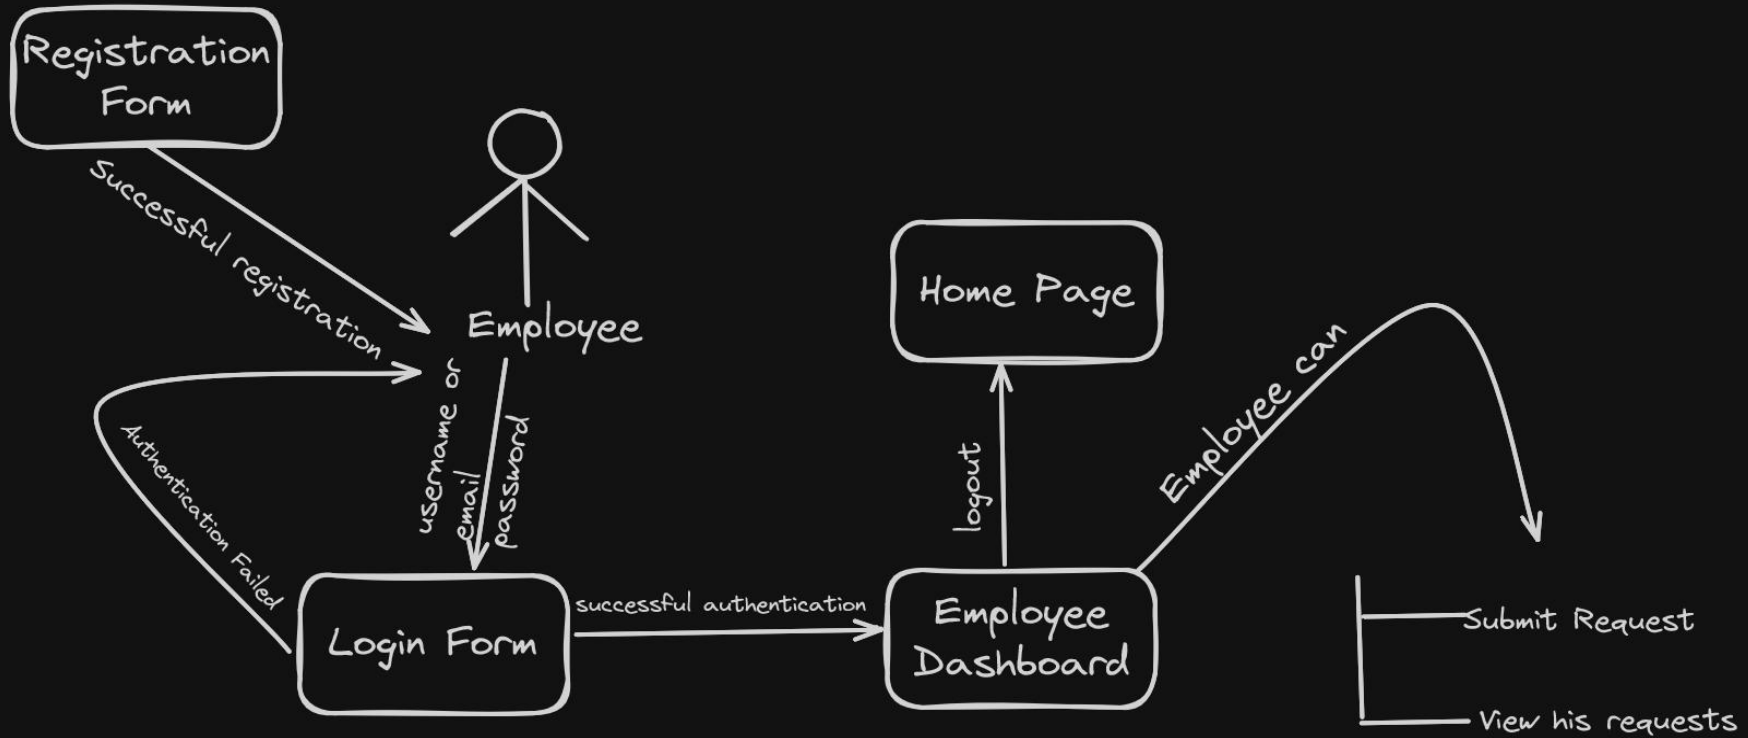 Registration
Form
Successful registration
Employee
username or
email
password
Authentication Failed
Login Form
successful authentication
Employee
Dashboard
logout
Home Page
Employee can
Submit Request
View his requests